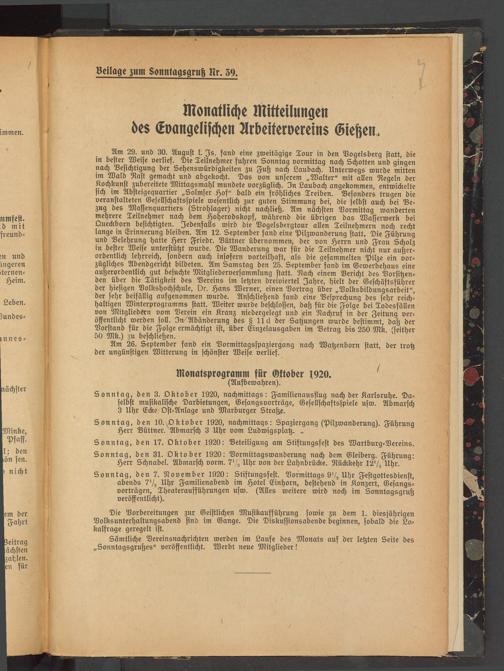 Beilage zum Sonntagsgruß Nr. 39.
Monatliche Mitteilungen
des Evangelischen Arbeitervereins Gießen.
Am 29. und 30. August l. Js. fand eine zweitägige Tour in den Vogelsberg statt, die
in bester Weise verlief. Die Teilnehmer fuhren Sonntag vormittag nach Schotten und gingen
nach Besichtigung der Sehenswürdigkeiten zu Fuß nach Laubach. Unterwegs wurde mitten
im Wald Rast gemacht und abgekocht. Das von unserem „Walter“ mit allen Regeln der
Kochkunst zubereitete Mittagsmahl mundete vorzüglich. In Laubach angekommen, entwickelte
sich im Absteigquartier „Solmser Hof“ bald ein fröhliches Treiben. Besonders trugen die
veranstalteten Gesellschaftsspiele wesentlich zur guten Stimmung bei, die selbst auch bei Be-
zug des Massenquartiers (Strohlager) nicht nachließ. Am nächsten Vormittag wanderten
mehrere Teilnehmer nach dem Hoherodskopf, während die übrigen das Wasserwerk bei
Queckborn besichtigten. Jedenfalls wird die Vogelsbergtour allen Teilnehmern noch recht
lange in Erinnerung bleiben. Am 12. September fand eine Pilzwanderung statt. Die Führung
und Belehrung hatte Herr Friedr. Büttner übernommen, der von Herrn und Frau Scholz
in bester Weise unterstützt wurde. Die Wanderung war für die Teilnehmer nicht nur außer-
ordentlich lehrreich, sondern auch insofern vorteilhaft, als die gesammelten Pilze ein vor-
zügliches Abendgericht bildeten. Am Samstag den 25. September fand im Gewerbehaus eine
außerordentlich gut besuchte Mitgliederversammlung statt. Nach einem Bericht des Vorsitzen-
den über die Tätigkeit des Vereins im letzten dreiviertel Jahre, hielt der Geschäftsführer
der hiesigen Volkshochschule, Dr. Hans Werner, einen Vortrag über „Volksbildungsarbeit“,
der sehr beifällig aufgenommen wurde. Anschließend fand eine Besprechung des sehr reich-
haltigen Winterprogramms statt. Weiter wurde beschlossen, daß für die Folge bei Todesfällen
von Mitgliedern vom Verein ein Kranz niedergelegt und ein Nachruf in der Zeitung ver-
öffentlicht werden soll. In Abänderung des § 11 d der Satzungen wurde bestimmt, daß der
Vorstand für die Folge ermächtigt ist, über Einzelausgaben im Betrag bis 250 Mk. (seither
50 Mk.) zu beschließen.
Am 26. September fand ein Vormittagsspaziergang nach Watzenborn statt, der trotz
der ungünstigen Witterung in schönster Weise verlief.
Monatsprogramm für Oktober 1920.
(Aufbewahren).
Sonntag, den 3. Oktober 1920, nachmittags: Familienausflug nach der Karlsruhe. Da-
selbst musikalische Darbietungen, Gesangsvorträge, Gesellschaftsspiele usw. Abmarsch
3 Uhr Ecke Ost-Anlage und Marburger Straße.
Sonntag, den 10. Oktober 1920, nachmittags: Spaziergang (Pilzwanderung). Führung
Herr Büttner. Abmarsch 3 Uhr vom Ludwigsplatz.
Sonntag, den 17. Oktober 1920: Beteiligung am Stiftungsfest des Wartburg-Vereins.
Sonntag, den 31. Oktober 1920: Vormittagswanderung nach dem Gleiberg. Führung:
Herr Schnabel. Abmarsch vorm. 7½ Uhr von der Lahnbrücke. Rückkehr 12½ Uhr.
Sonntag, den 7. November 1920: Stiftungsfest. Vormittags 9½ Uhr Festgottesdienst,
abends 7½ Uhr Familienabend im Hotel Einhorn, bestehend in Konzert, Gesangs-
vorträge, Theateraufführungen usw. (Alles weitere wird noch im Sonntagsgruß
veröffentlicht).
Die Vorbereitungen zur Geistlichen Musikaufführung sowie zu dem 1. diesjährigen
Volksunterhaltungsabend sind im Gange. Die Diskussionsabende beginnen, sobald die Lo-
kalfrage geregelt ist.
Sämtliche Vereinsnachrichten werden im Laufe des Monats auf der letzten Seite des
„Sonntagsgrußes“ veröffentlicht. Werbt neue Mitglieder!